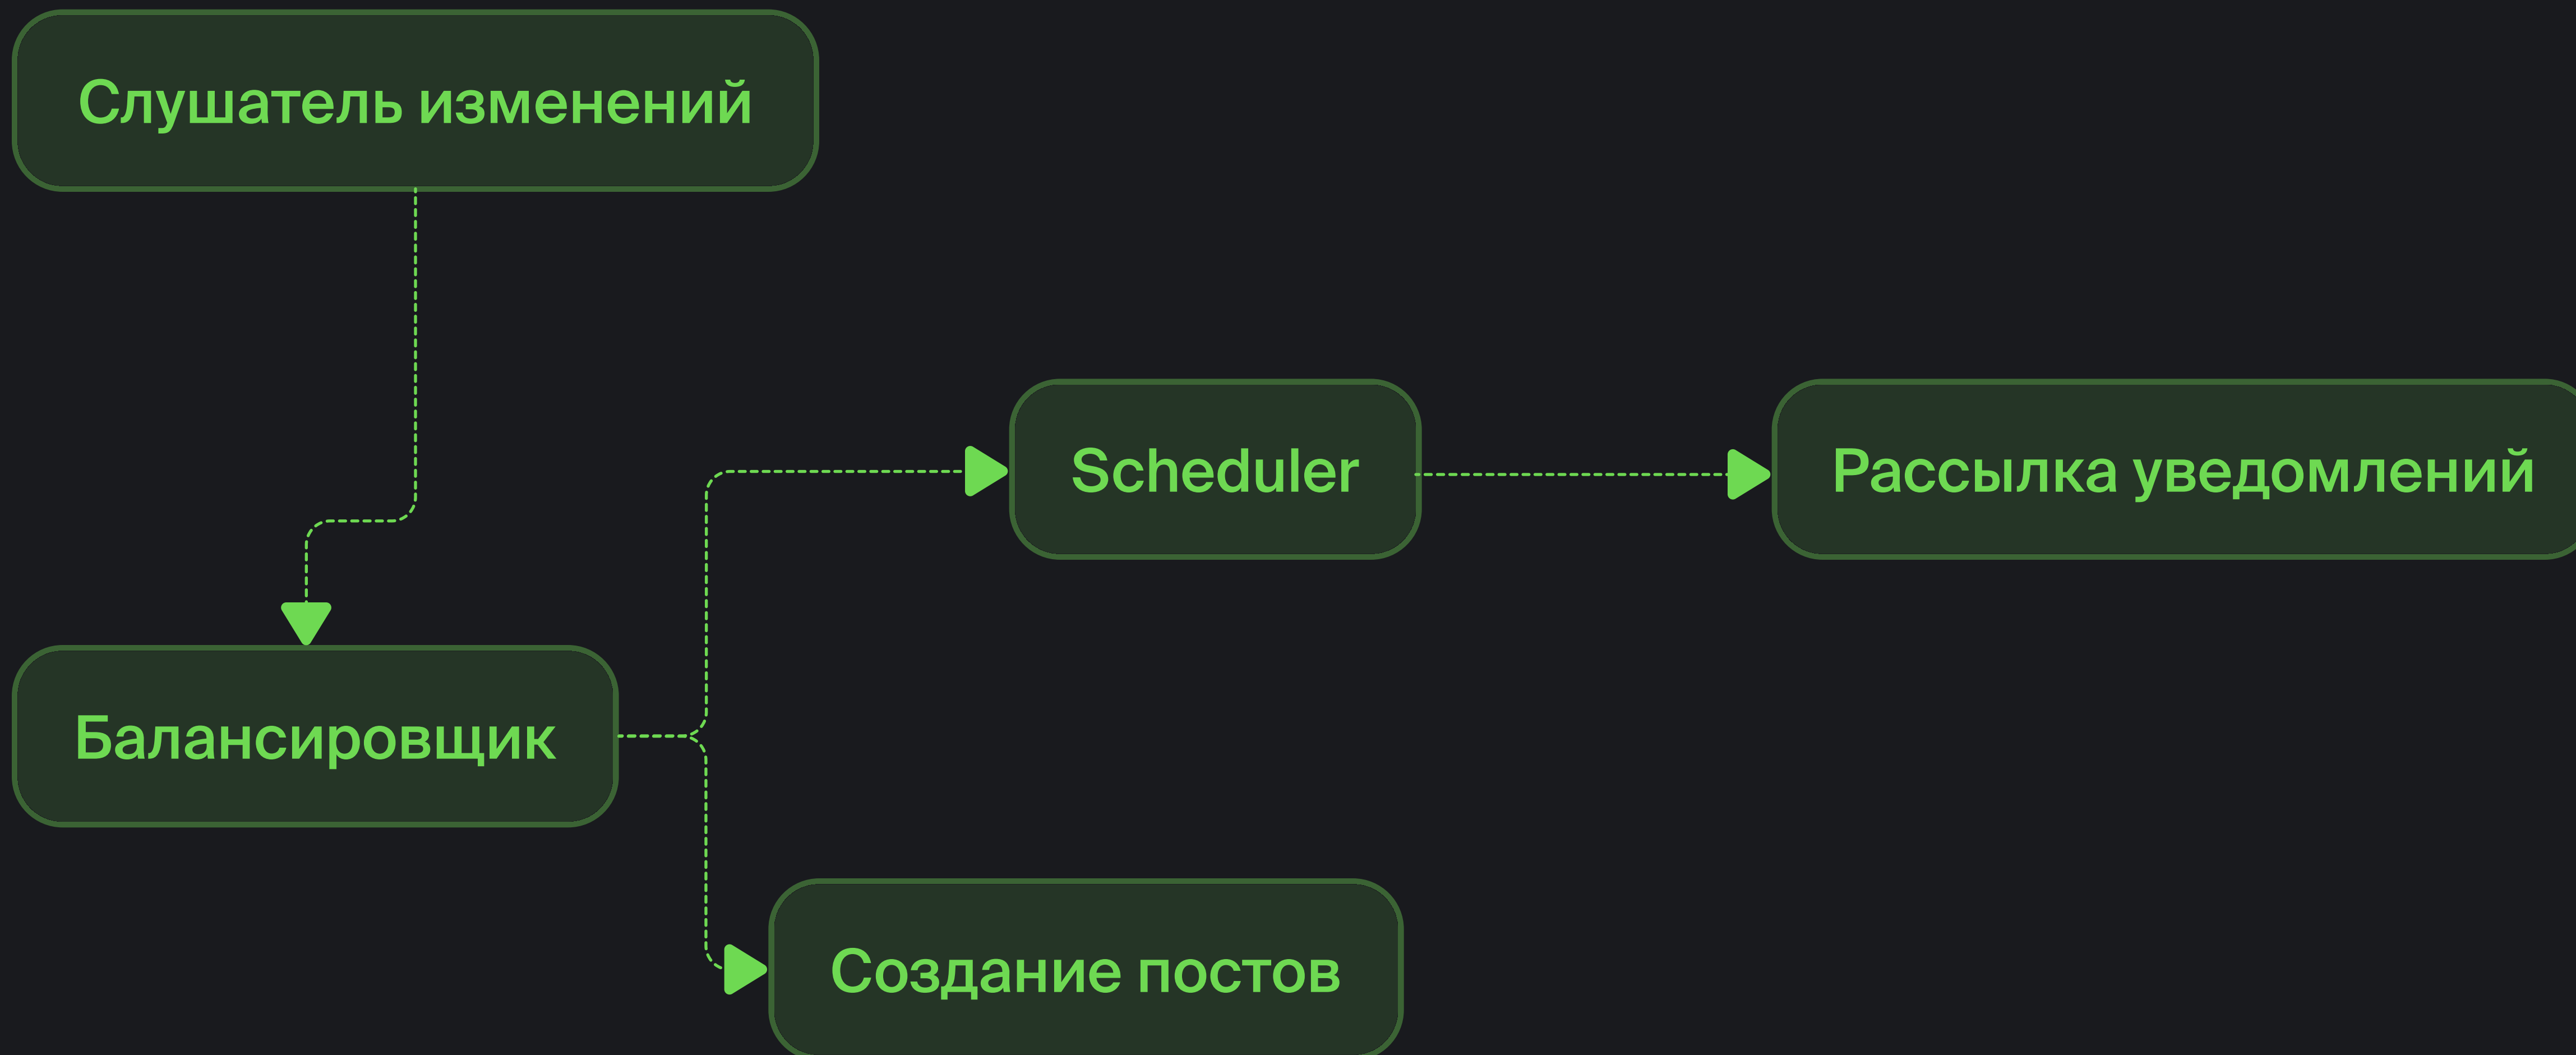 Слушатель изменений
Scheduler
Рассылка уведомлений
Балансировщик
Создание постов